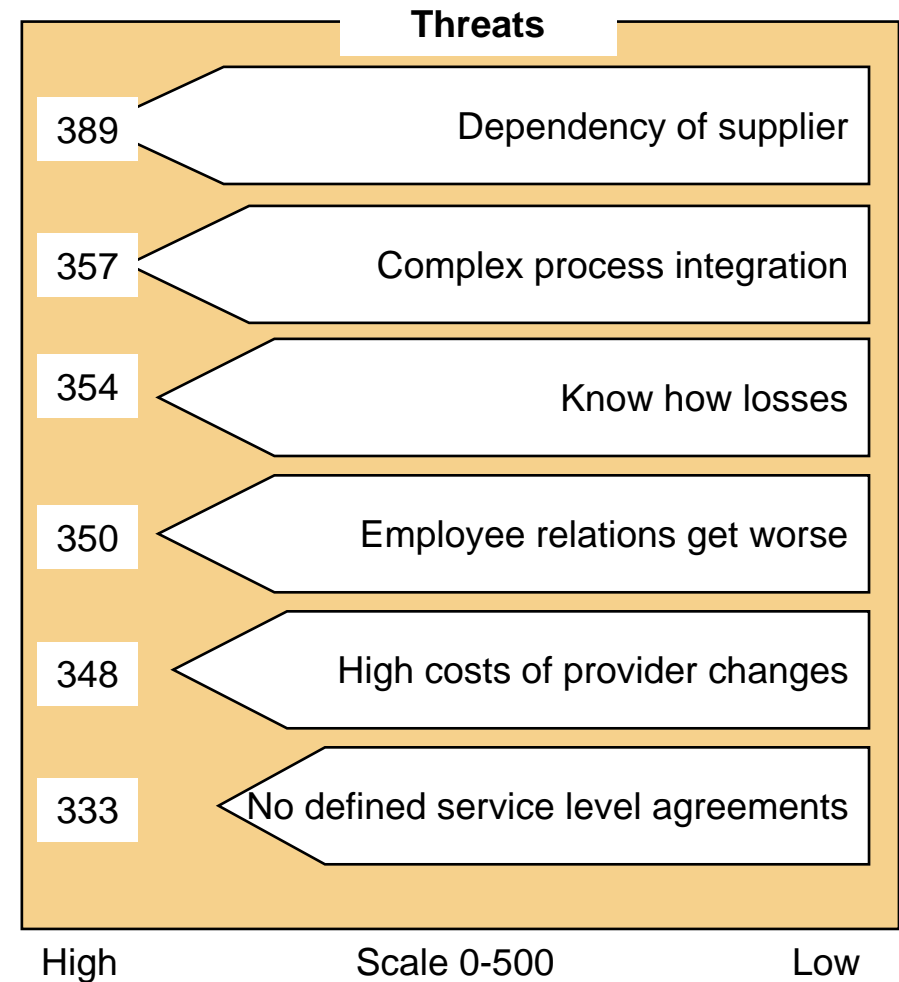 Threats
389 Dependency of supplier
357 Complex process integration
354 Know how losses
350 Employee relations get worse
348 High costs of provider changes
333 No defined service level agreements
High Scale 0-500 Low